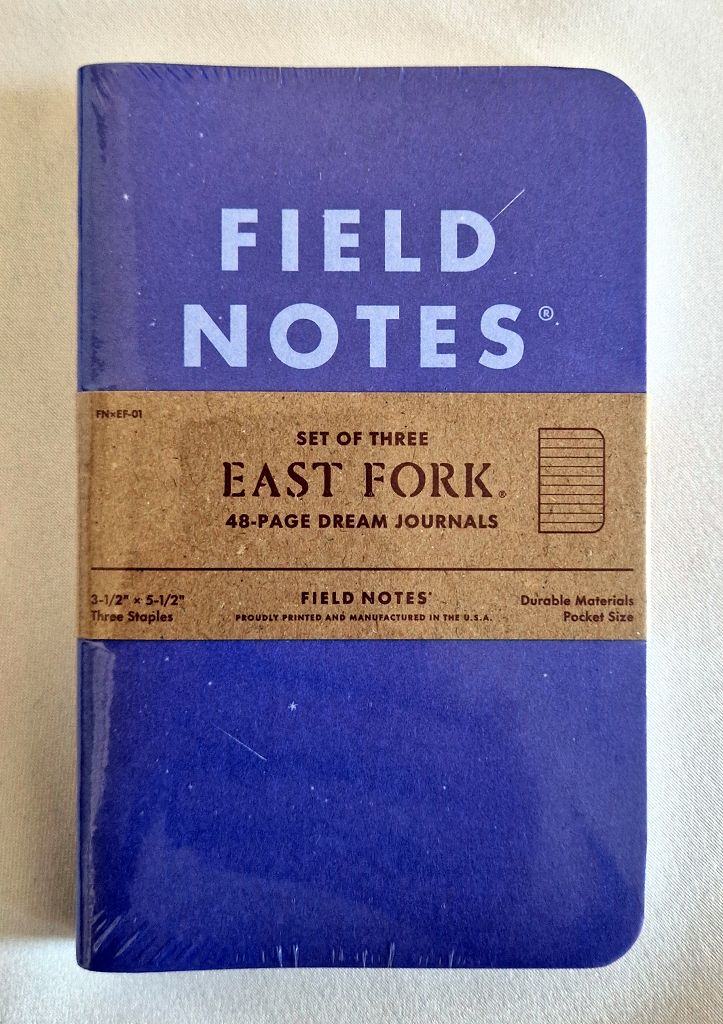 FIELD
NOTES®
FN×EF-01
SET OF THREE
EAST FORK®
48-PAGE DREAM JOURNALS
3-1/2" × 5-1/2"
Three Staples
FIELD NOTES®
PROUDLY PRINTED AND MANUFACTURED IN THE U.S.A.
Durable Materials
Pocket Size